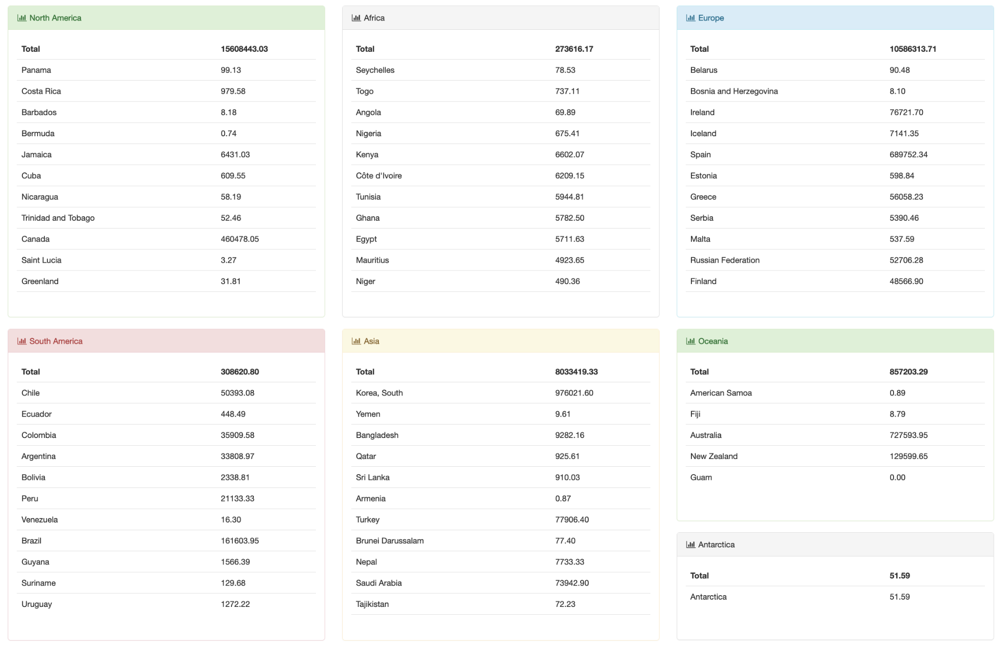 North America
Total 15608443.03
Panama 99.13
Costa Rica 979.58
Barbados 8.18
Bermuda 0.74
Jamaica 6431.03
Cuba 609.55
Nicaragua 58.19
Trinidad and Tobago 52.46
Canada 460478.05
Saint Lucia 3.27
Greenland 31.81
Africa
Total 273616.17
Seychelles 78.53
Togo 737.11
Angola 69.89
Nigeria 675.41
Kenya 6602.07
Côte d'Ivoire 6209.15
Tunisia 5944.81
Ghana 5782.50
Egypt 5711.63
Mauritius 4923.65
Niger 490.36
Europe
Total 10586313.71
Belarus 90.48
Bosnia and Herzegovina 8.10
Ireland 76721.70
Iceland 7141.35
Spain 689752.34
Estonia 598.84
Greece 56058.23
Serbia 5390.46
Malta 537.59
Russian Federation 52706.28
Finland 48566.90
South America
Total 308620.80
Chile 50393.08
Ecuador 448.49
Colombia 35909.58
Argentina 33808.97
Bolivia 2338.81
Peru 21133.33
Venezuela 16.30
Brazil 161603.95
Guyana 1566.39
Suriname 129.68
Uruguay 1272.22
Asia
Total 8033419.33
Korea, South 976021.60
Yemen 9.61
Bangladesh 9282.16
Qatar 925.61
Sri Lanka 910.03
Armenia 0.87
Turkey 77906.40
Brunei Darussalam 77.40
Nepal 7733.33
Saudi Arabia 73942.90
Tajikistan 72.23
Oceania
Total 857203.29
American Samoa 0.89
Fiji 8.79
Australia 727593.95
New Zealand 129599.65
Guam 0.00
Antarctica
Total 51.59
Antarctica 51.59